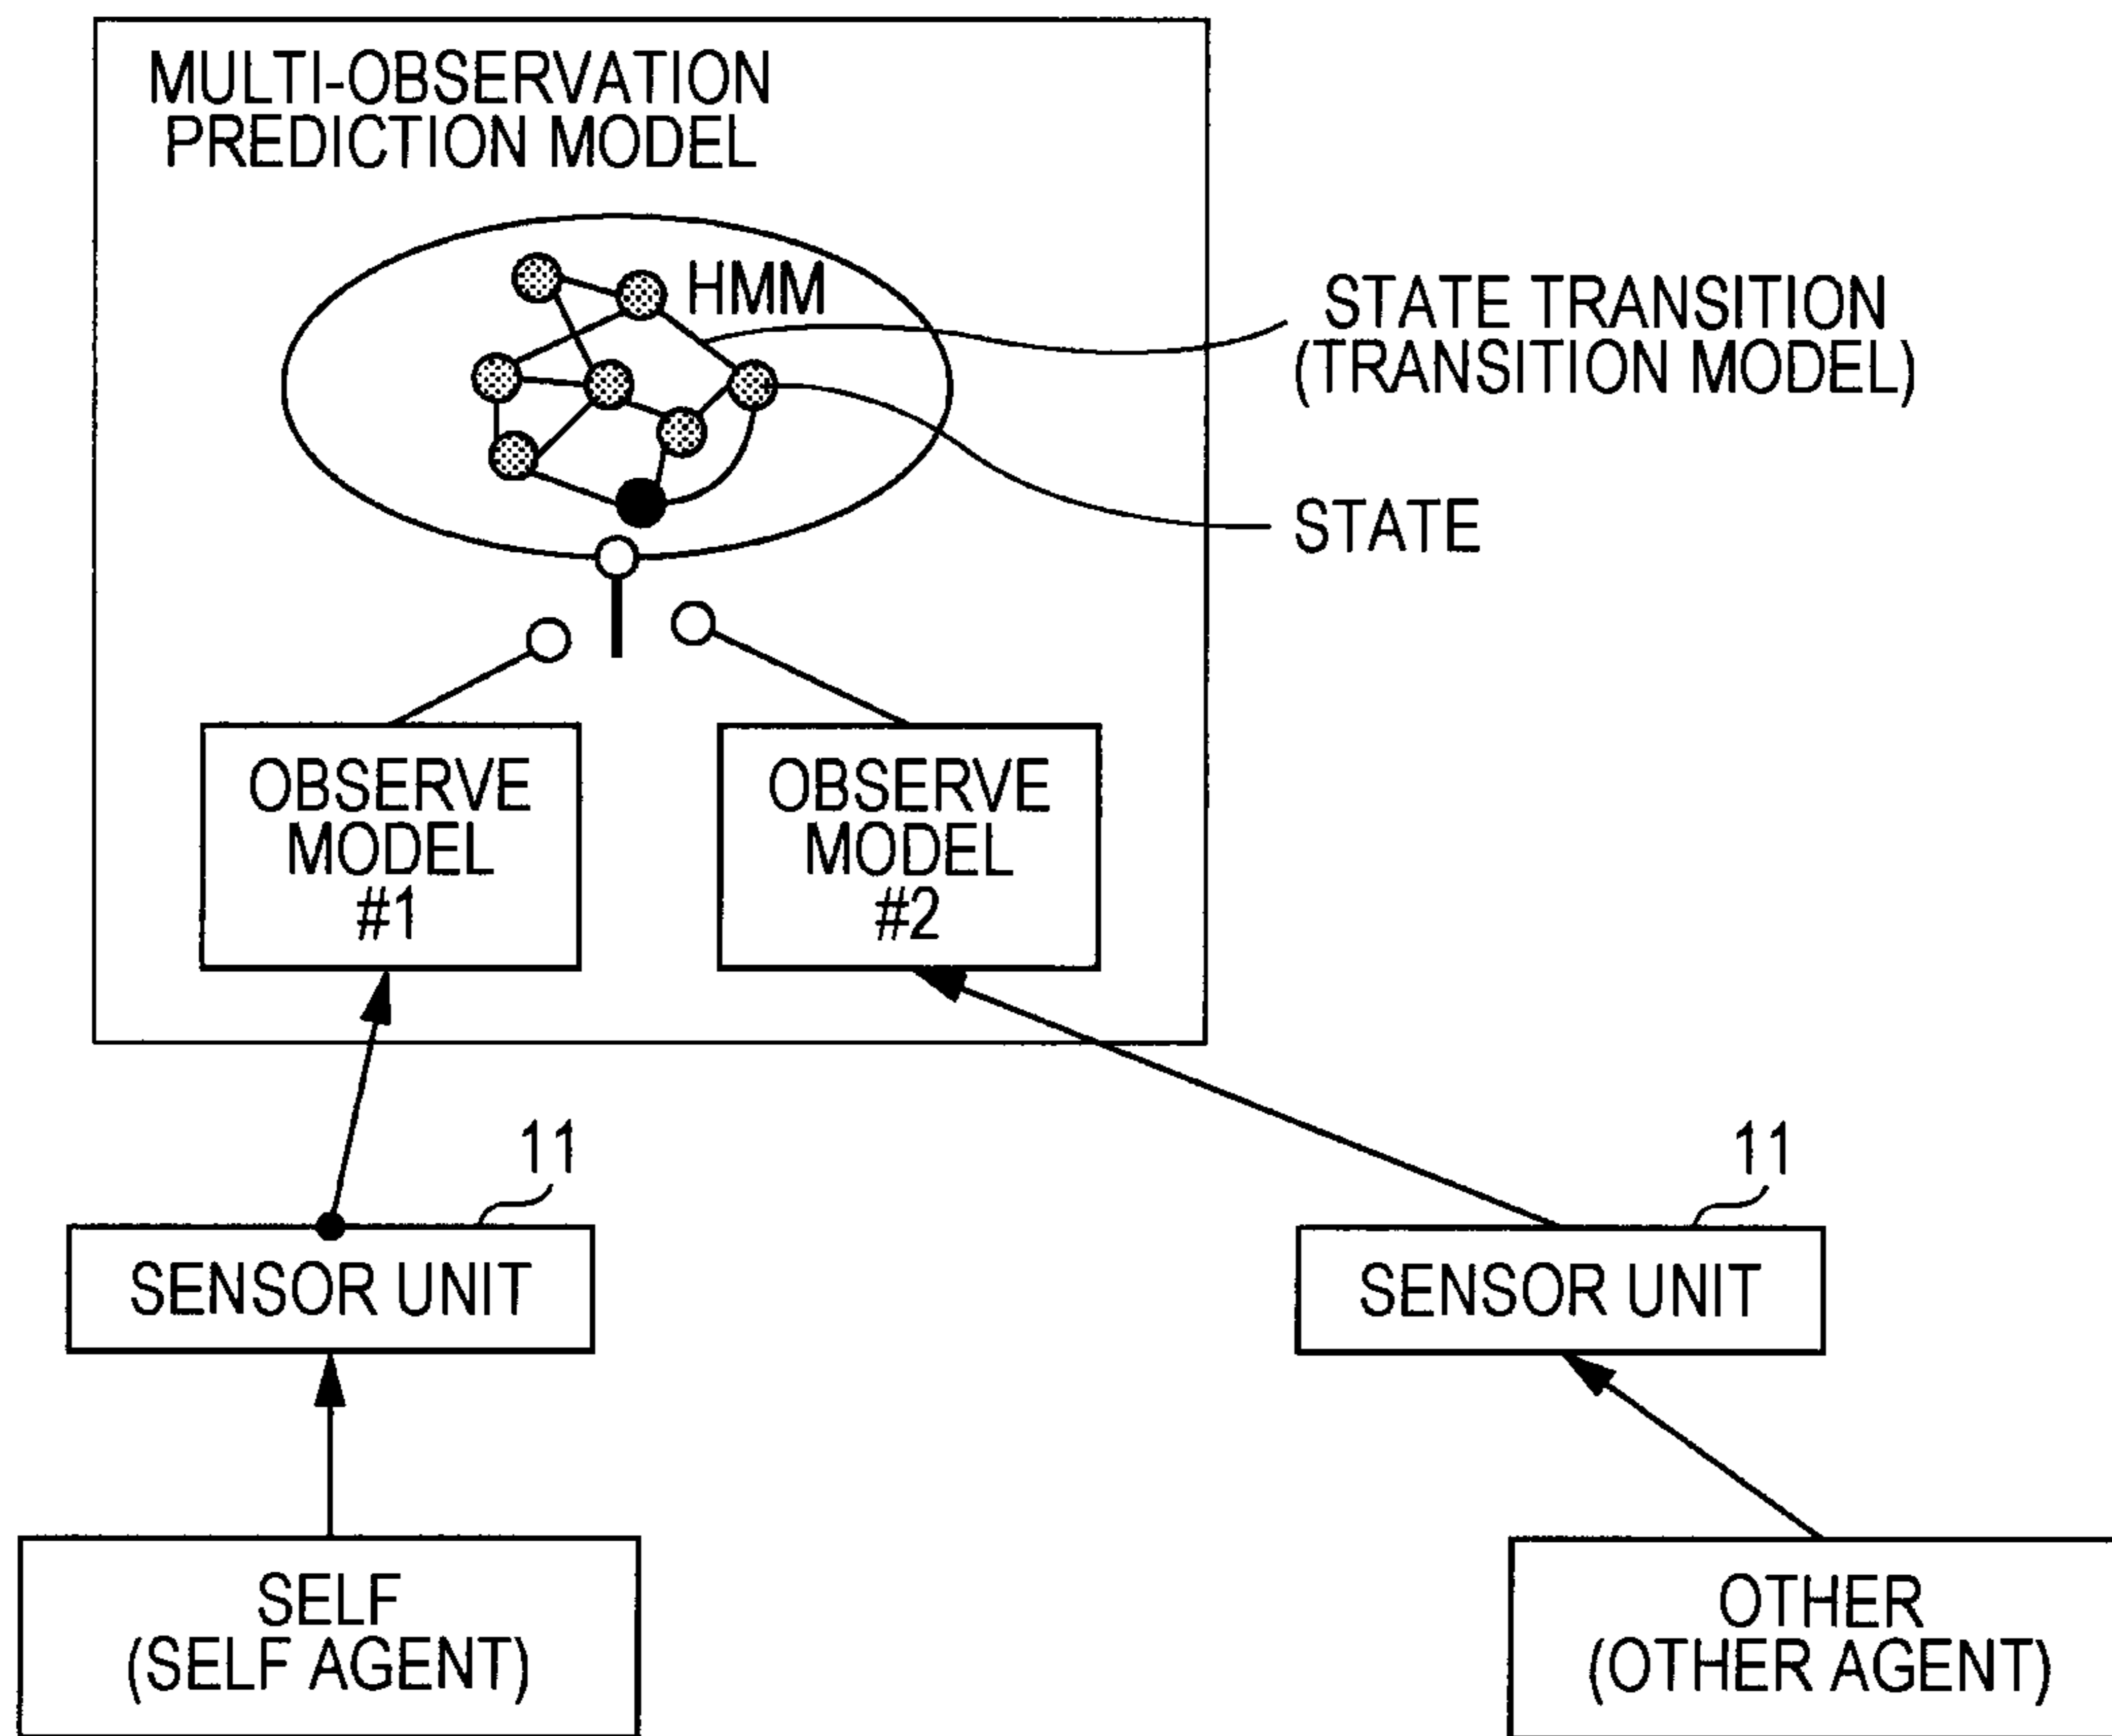 MULTI-OBSERVATION
PREDICTION MODEL
HMM
STATE TRANSITION
(TRANSITION MODEL)
STATE
OBSERVE
MODEL
#1
OBSERVE
MODEL
#2
11
SENSOR UNIT
11
SENSOR UNIT
SELF
(SELF AGENT)
OTHER
(OTHER AGENT)